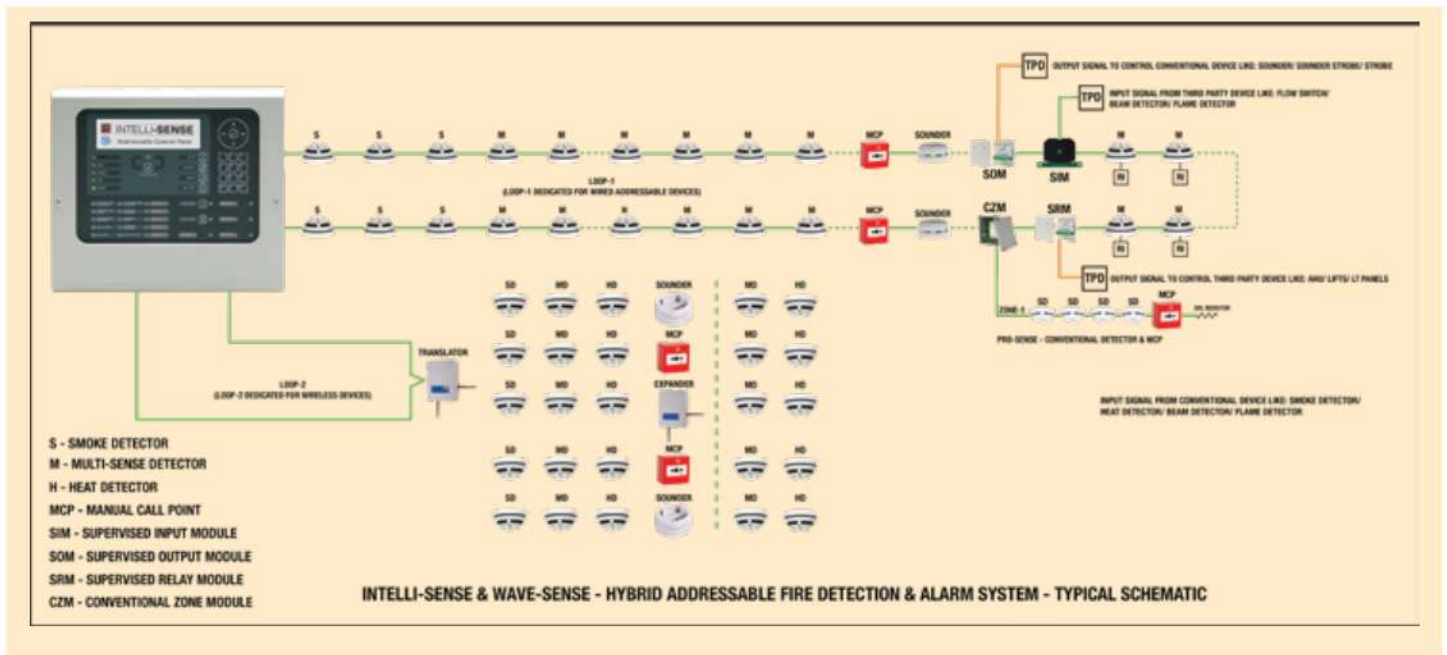 TPD OUTPUT SIGNAL TO CONTROL CONVENTIONAL DEVICE LIKE: SOUNDER/ SOUNDER STROBE/ STROBE
TPD INPUT SIGNAL FROM THIRD PARTY DEVICE LIKE: FLOW SWITCH/
BEAM DETECTOR/ FLAME DETECTOR
INTELLI-SENSE
S S S M M M M M M MCP SOUNDER M M
SOM SIM
RI RI
LOOP-1
(LOOP-1 DEDICATED FOR WIRED ADDRESSABLE DEVICES)
S S S M M H M M M MCP SOUNDER CZM SRM M M
RI RI
TPD OUTPUT SIGNAL TO CONTROL THIRD PARTY DEVICE LIKE: AHU/ LIFTS/ LT PANELS
SD MD HD SOUNDER MD HD
ZONE-1 SD SD SD SD MCP EOL RESISTOR
PRO-SENSE - CONVENTIONAL DETECTOR & MCP
SD MD HD MCP MD HD
TRANSLATOR
LOOP-2
(LOOP-2 DEDICATED FOR WIRELESS DEVICES)
SD MD HD EXPANDER MD HD
INPUT SIGNAL FROM CONVENTIONAL DEVICE LIKE: SMOKE DETECTOR/
HEAT DETECTOR/ BEAM DETECTOR/ FLAME DETECTOR
SD MD HD MCP MD HD
SD MD HD SOUNDER MD HD
S - SMOKE DETECTOR
M - MULTI-SENSE DETECTOR
H - HEAT DETECTOR
MCP - MANUAL CALL POINT
SIM - SUPERVISED INPUT MODULE
SOM - SUPERVISED OUTPUT MODULE
SRM - SUPERVISED RELAY MODULE
CZM - CONVENTIONAL ZONE MODULE
INTELLI-SENSE & WAVE-SENSE - HYBRID ADDRESSABLE FIRE DETECTION & ALARM SYSTEM - TYPICAL SCHEMATIC